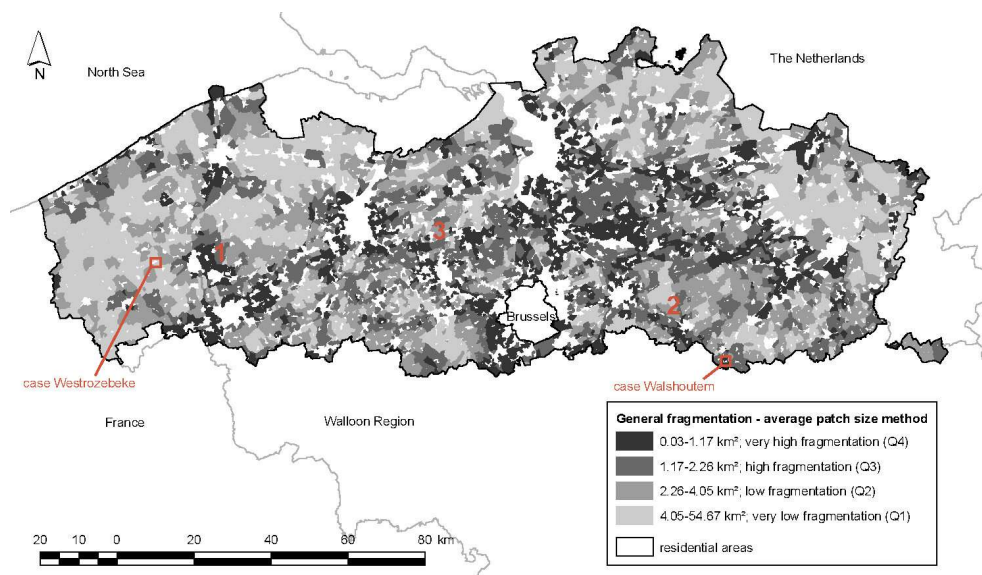 N
North Sea
The Netherlands
1
3
2
Brussels
case Westrozebeke
case Walshoutem
France
Walloon Region
General fragmentation - average patch size method
0.03-1.17 km²; very high fragmentation (Q4)
1.17-2.26 km²; high fragmentation (Q3)
2.26-4.05 km²; low fragmentation (Q2)
4.05-54.67 km²; very low fragmentation (Q1)
residential areas
20 10 0 20 40 60 80 km